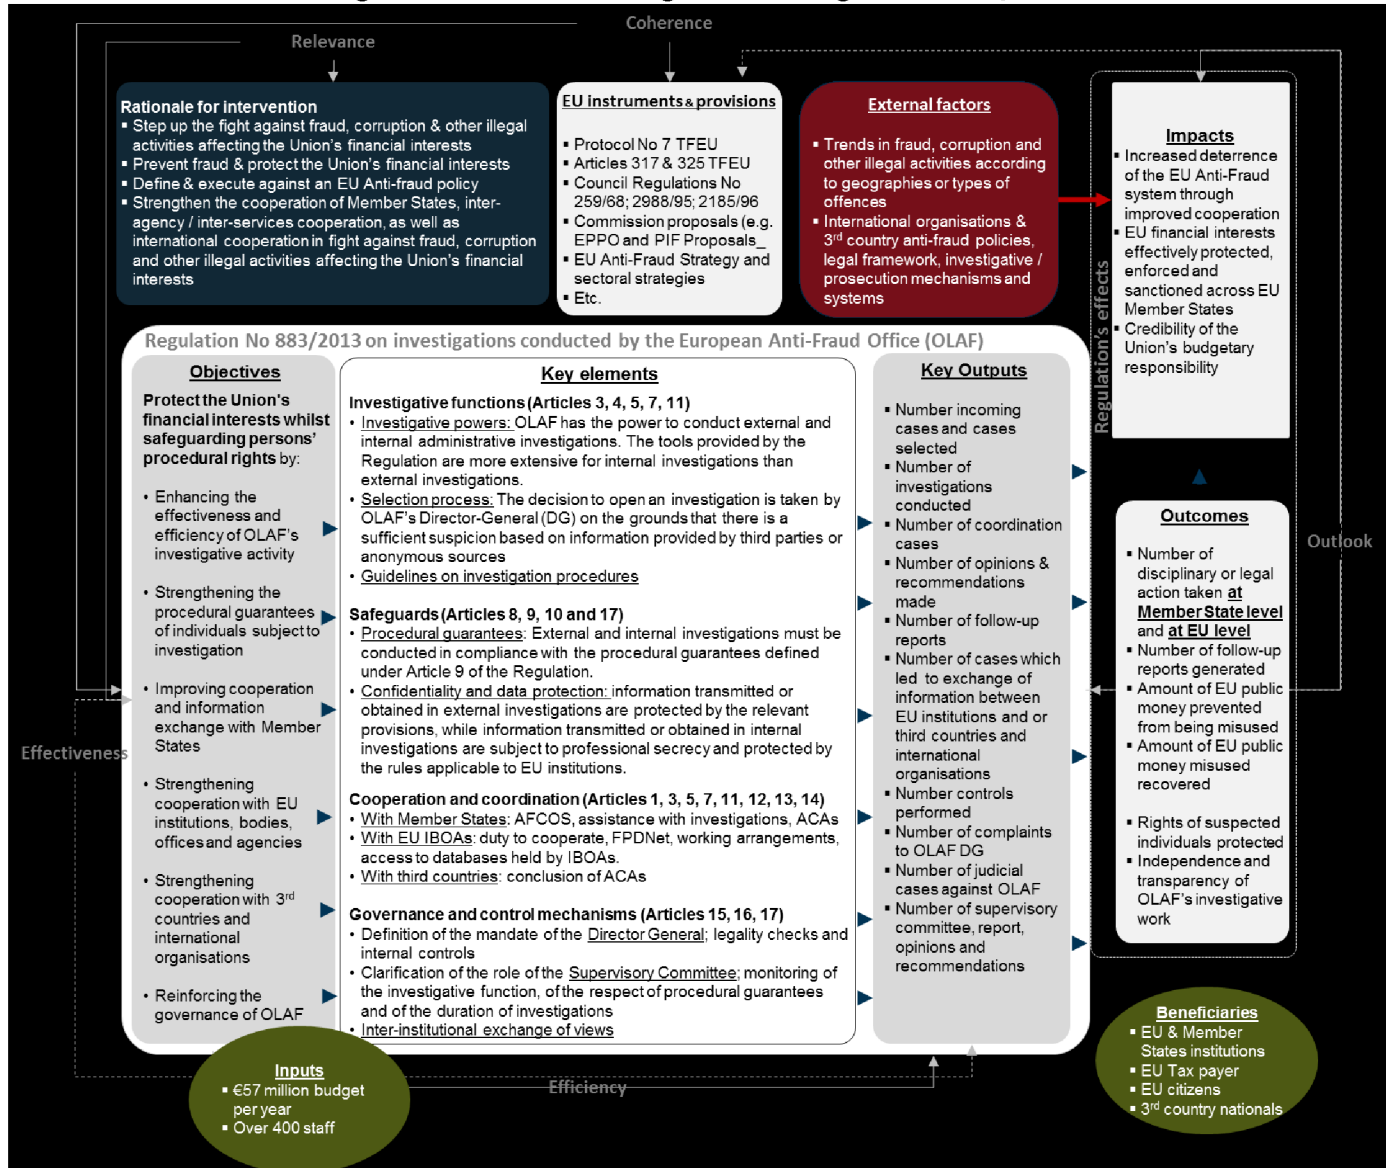 Coherence
Relevance
Rationale for intervention
▪ Step up the fight against fraud, corruption & other illegal
activities affecting the Union's financial interests
▪ Prevent fraud & protect the Union's financial interests
▪ Define & execute against an EU Anti-fraud policy
▪ Strengthen the cooperation of Member States, inter-
agency / inter-services cooperation, as well as
international cooperation in fight against fraud, corruption
and other illegal activities affecting the Union's financial
interests
EU instruments & provisions
▪ Protocol No 7 TFEU
▪ Articles 317 & 325 TFEU
▪ Council Regulations No
259/68; 2988/95; 2185/96
▪ Commission proposals (e.g.
EPPO and PIF Proposals_
▪ EU Anti-Fraud Strategy and
sectoral strategies
▪ Etc.
External factors
▪ Trends in fraud, corruption and
other illegal activities according
to geographies or types of
offences
▪ International organisations &
3rd country anti-fraud policies,
legal framework, investigative /
prosecution mechanisms and
systems
Impacts
▪ Increased deterrence
of the EU Anti-Fraud
system through
improved cooperation
▪ EU financial interests
effectively protected,
enforced and
sanctioned across EU
Member States
▪ Credibility of the
Union's budgetary
responsibility
Regulation's effects
Regulation No 883/2013 on investigations conducted by the European Anti-Fraud Office (OLAF)
Objectives
Protect the Union's
financial interests whilst
safeguarding persons'
procedural rights by:
• Enhancing the
effectiveness and
efficiency of OLAF's
investigative activity
• Strengthening the
procedural guarantees
of individuals subject to
investigation
• Improving cooperation
and information
exchange with Member
States
• Strengthening
cooperation with EU
institutions, bodies,
offices and agencies
• Strengthening
cooperation with 3rd
countries and
international
organisations
• Reinforcing the
governance of OLAF
Key elements
Investigative functions (Articles 3, 4, 5, 7, 11)
• Investigative powers: OLAF has the power to conduct external and
internal administrative investigations. The tools provided by the
Regulation are more extensive for internal investigations than
external investigations.
• Selection process: The decision to open an investigation is taken by
OLAF's Director-General (DG) on the grounds that there is a
sufficient suspicion based on information provided by third parties or
anonymous sources
• Guidelines on investigation procedures
Safeguards (Articles 8, 9, 10 and 17)
• Procedural guarantees: External and internal investigations must be
conducted in compliance with the procedural guarantees defined
under Article 9 of the Regulation.
• Confidentiality and data protection: information transmitted or
obtained in external investigations are protected by the relevant
provisions, while information transmitted or obtained in internal
investigations are subject to professional secrecy and protected by
the rules applicable to EU institutions.
Cooperation and coordination (Articles 1, 3, 5, 7, 11, 12, 13, 14)
• With Member States: AFCOS, assistance with investigations, ACAs
• With EU IBOAs: duty to cooperate, FPDNet, working arrangements,
access to databases held by IBOAs.
• With third countries: conclusion of ACAs
Governance and control mechanisms (Articles 15, 16, 17)
• Definition of the mandate of the Director General; legality checks and
internal controls
• Clarification of the role of the Supervisory Committee; monitoring of
the investigative function, of the respect of procedural guarantees
and of the duration of investigations
• Inter-institutional exchange of views
Key Outputs
▪ Number incoming
cases and cases
selected
▪ Number of
investigations
conducted
▪ Number of coordination
cases
▪ Number of opinions &
recommendations
made
▪ Number of follow-up
reports
▪ Number of cases which
led to exchange of
information between
EU institutions and or
third countries and
international
organisations
▪ Number controls
performed
▪ Number of complaints
to OLAF DG
▪ Number of judicial
cases against OLAF
▪ Number of supervisory
committee, report,
opinions and
recommendations
Outcomes
▪ Number of
disciplinary or legal
action taken at
Member State level
and at EU level
▪ Number of follow-up
reports generated
▪ Amount of EU public
money prevented
from being misused
▪ Amount of EU public
money misused
recovered
▪ Rights of suspected
individuals protected
▪ Independence and
transparency of
OLAF's investigative
work
Outlook
Effectiveness
Inputs
▪ €57 million budget
per year
▪ Over 400 staff
Efficiency
Beneficiaries
▪ EU & Member
States institutions
▪ EU Tax payer
▪ EU citizens
▪ 3rd country nationals